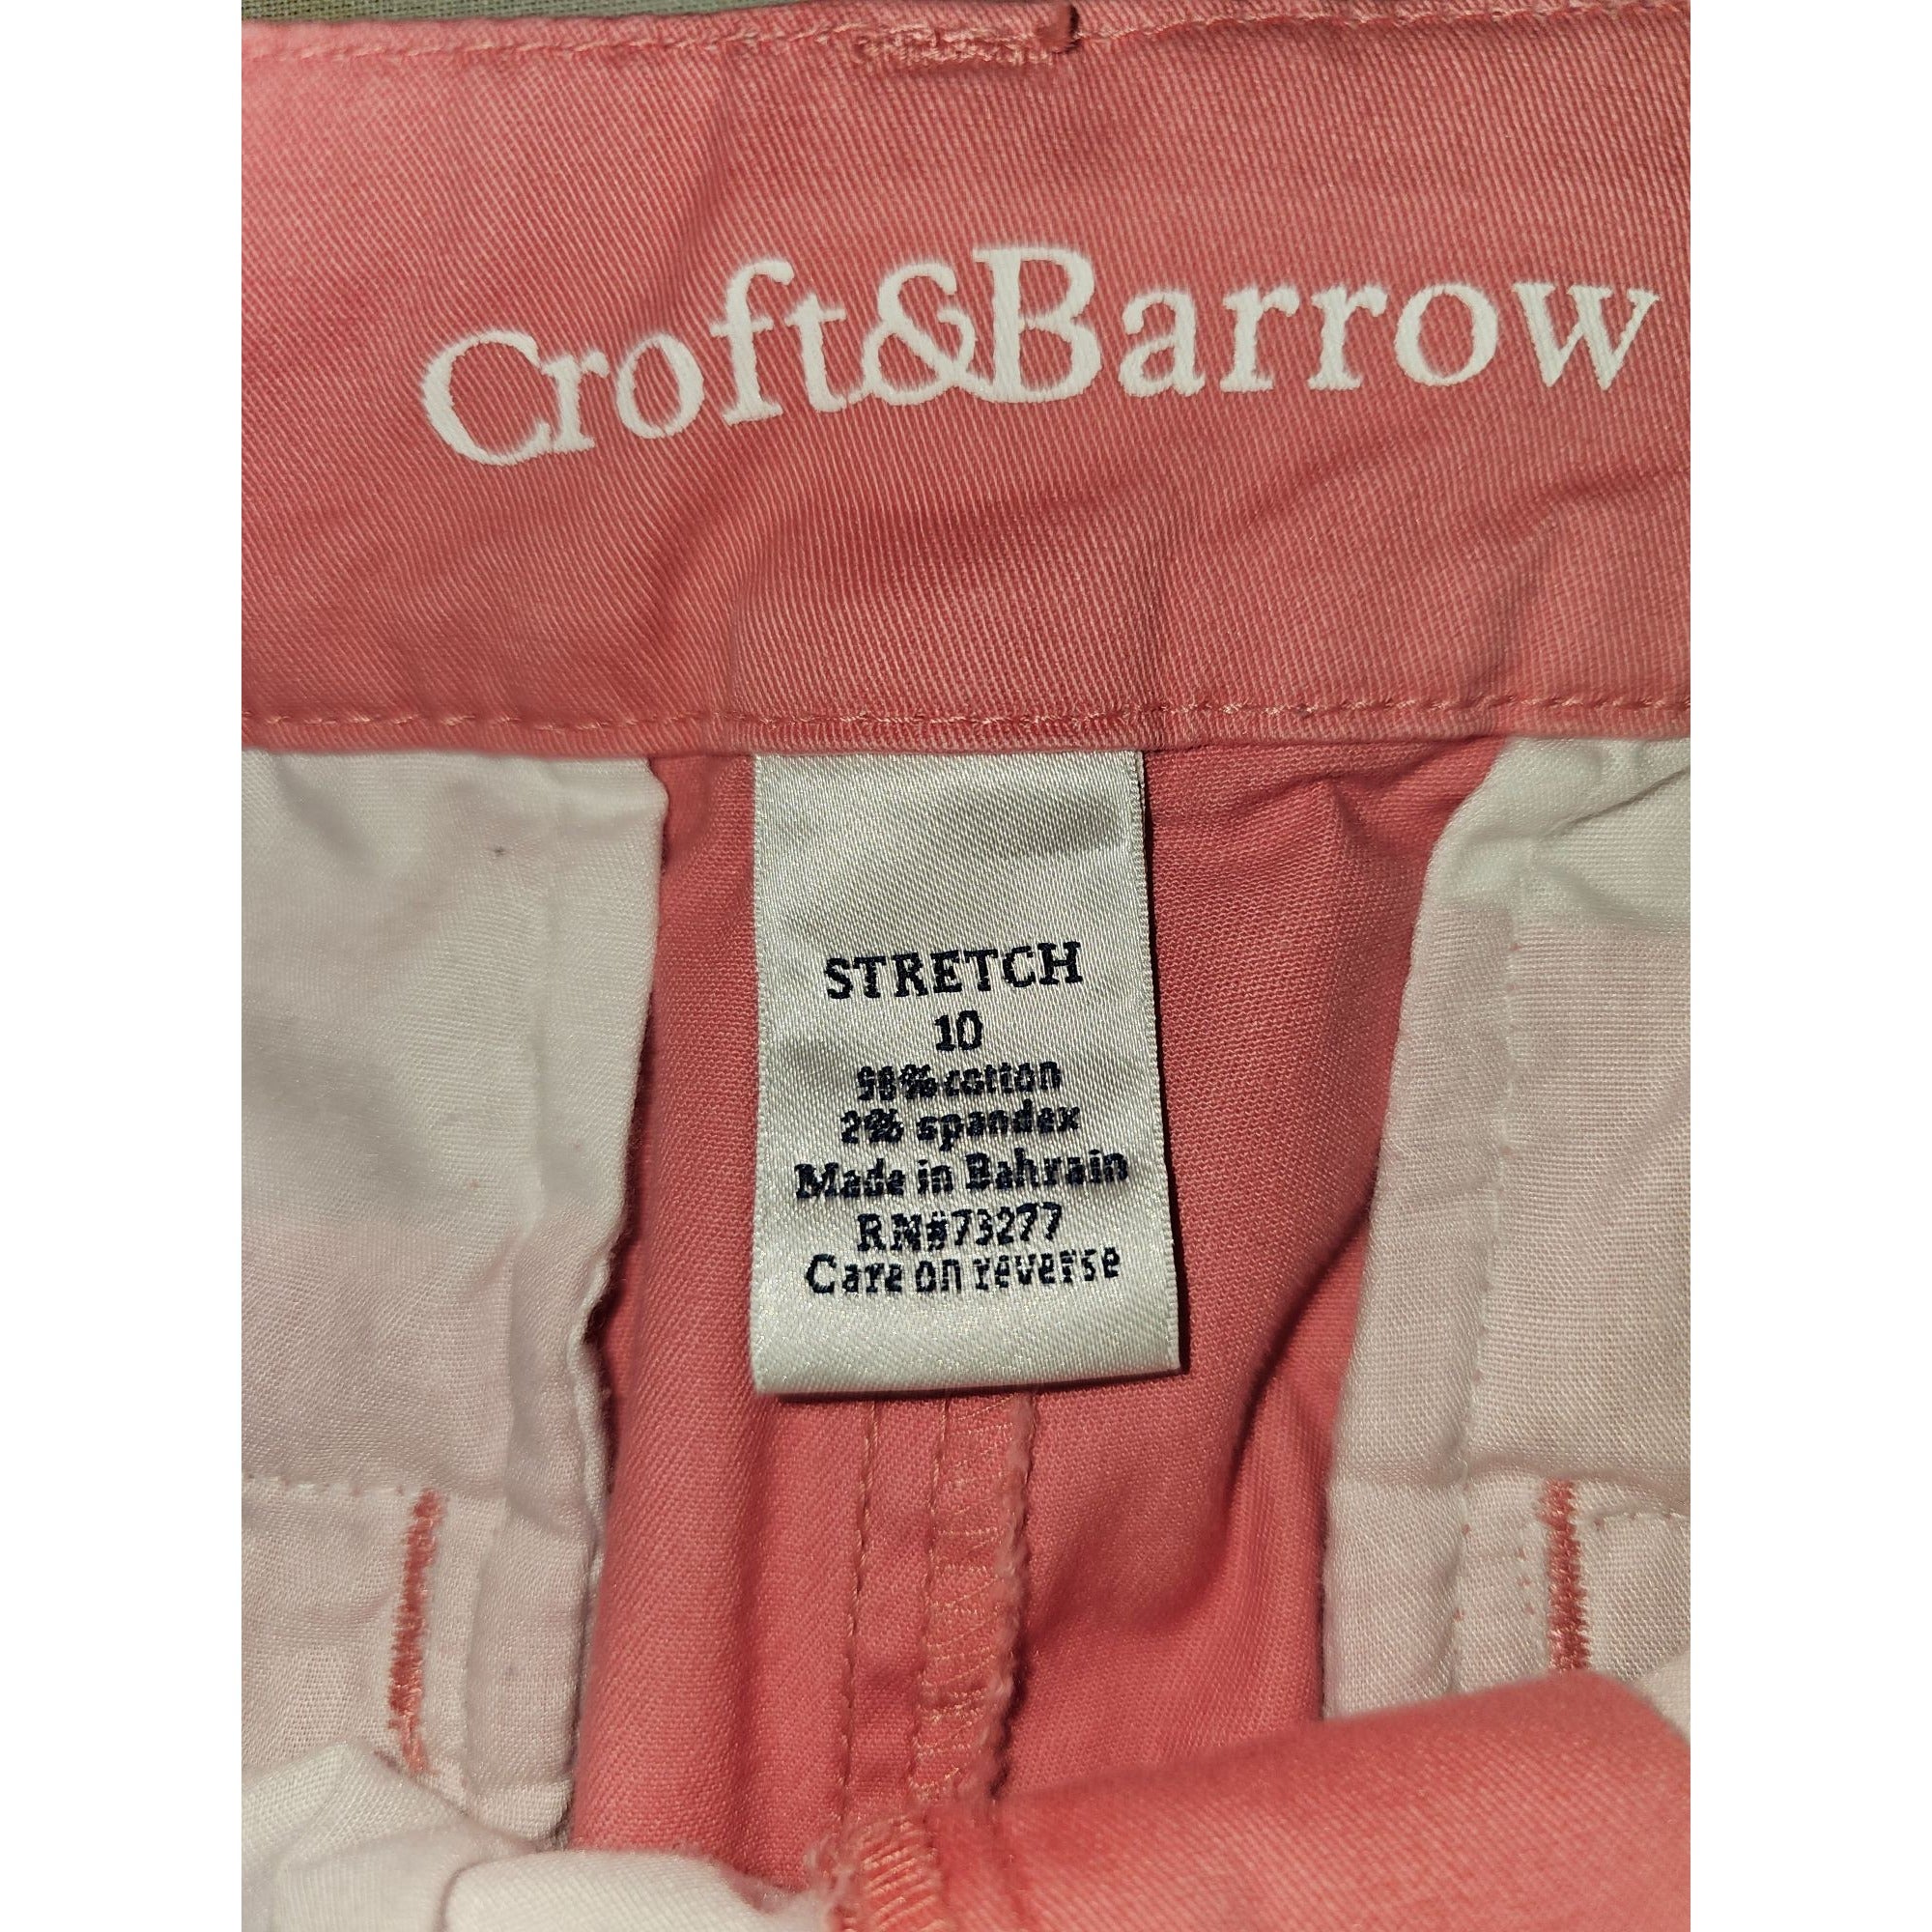 Croft&Barrow
STRETCH
10
98% cotton
2% spandex
Made in Bahrain
RN#73277
Care on reverse